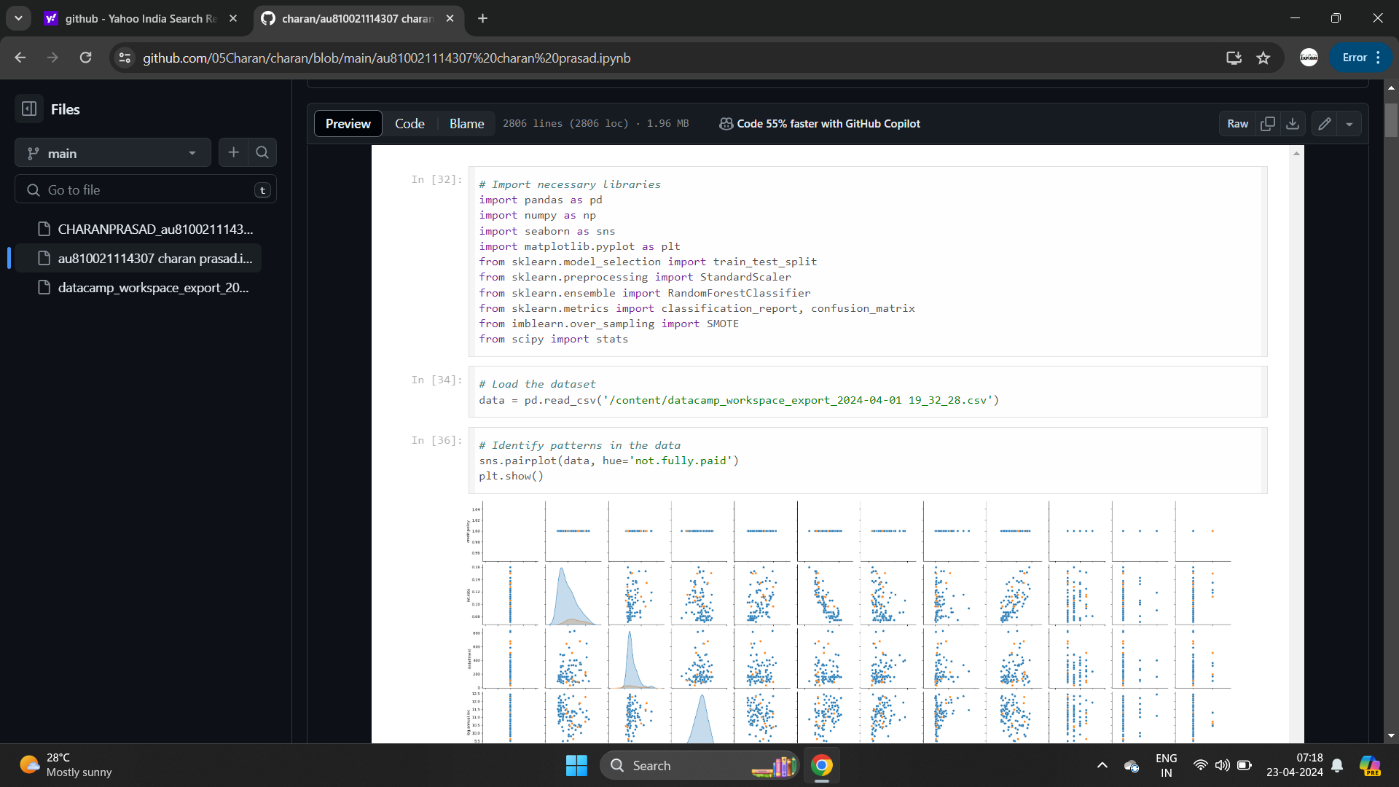 github - Yahoo India Search Re
charan/au810021114307 charan
github.com/05Charan/charan/blob/main/au810021114307%20charan%20prasad.ipynb
Error
Files
main
Go to file
t
CHARANPRASAD_au8100211143...
au810021114307 charan prasad.i...
datacamp_workspace_export_20...
Preview
Code
Blame
2806 lines (2806 loc) · 1.96 MB
Code 55% faster with GitHub Copilot
Raw
In [32]:
# Import necessary libraries
import pandas as pd
import numpy as np
import seaborn as sns
import matplotlib.pyplot as plt
from sklearn.model_selection import train_test_split
from sklearn.preprocessing import StandardScaler
from sklearn.ensemble import RandomForestClassifier
from sklearn.metrics import classification_report, confusion_matrix
from imblearn.over_sampling import SMOTE
from scipy import stats
In [34]:
# Load the dataset
data = pd.read_csv('/content/datacamp_workspace_export_2024-04-01 19_32_28.csv')
In [36]:
# Identify patterns in the data
sns.pairplot(data, hue='not.fully.paid')
plt.show()
28°C
Mostly sunny
Search
ENG
IN
07:18
23-04-2024
PRE